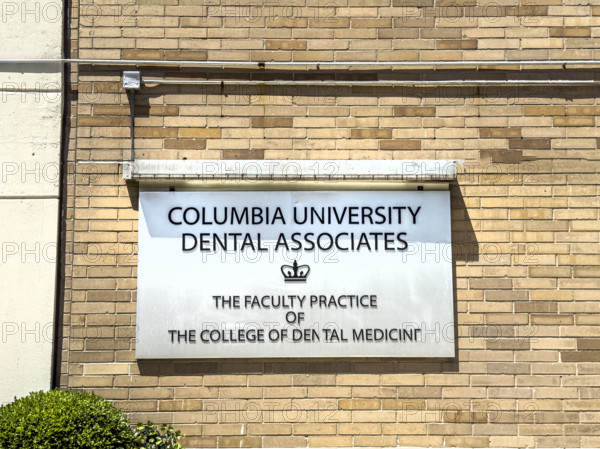 COLUMBIA UNIVERSITY
DENTAL ASSOCIATES
THE FACULTY PRACTICE
OF
THE COLLEGE OF DENTAL MEDICINE